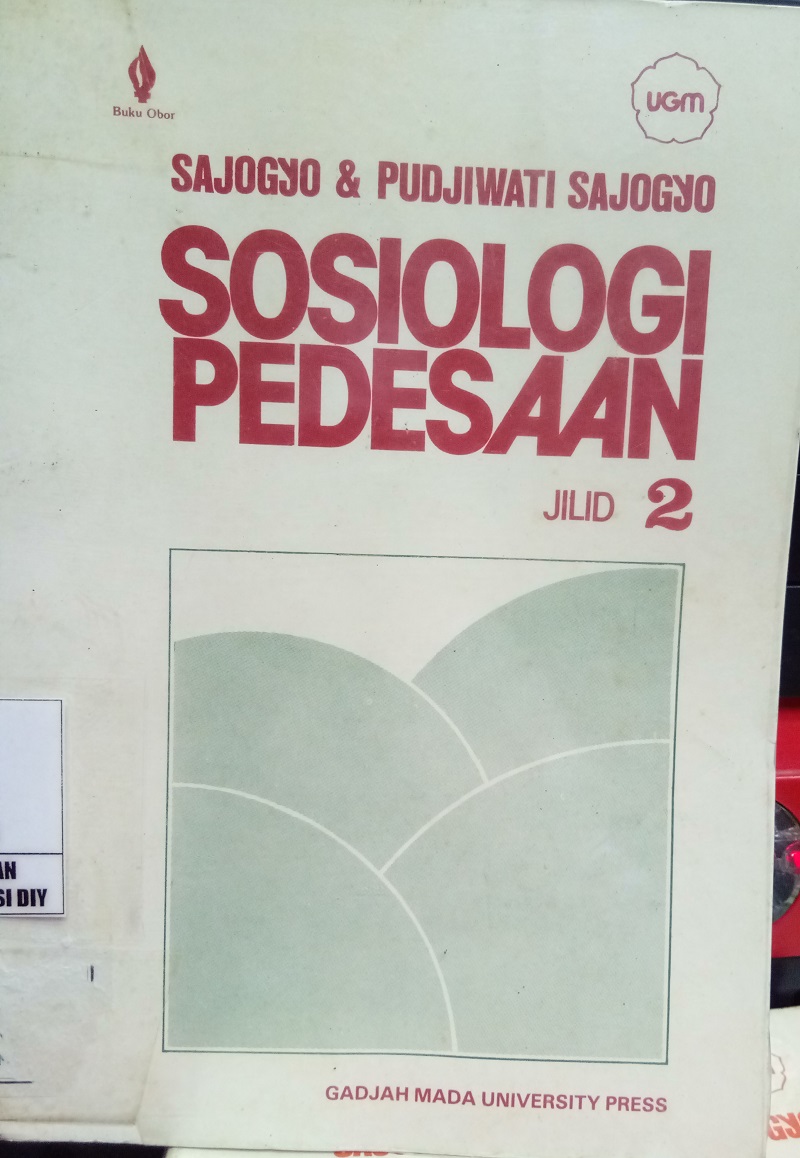 Buku Obor
UGM
SAJOGYO & PUDJIWATI SAJOGYO
SOSIOLOGI
PEDESAAN
JILID 2
AN
SI DIY
GADJAH MADA UNIVERSITY PRESS